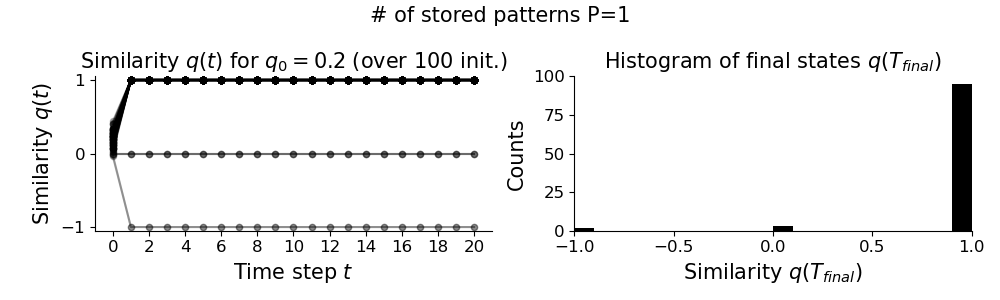 # of stored patterns P=1
Similarity q(t) for q₀ = 0.2 (over 100 init.)
1
0
−1
Similarity q(t)
0 2 4 6 8 10 12 14 16 18 20
Time step t
Histogram of final states q(T_final)
100
75
50
25
0
Counts
−1.0 −0.5 0.0 0.5 1.0
Similarity q(T_final)